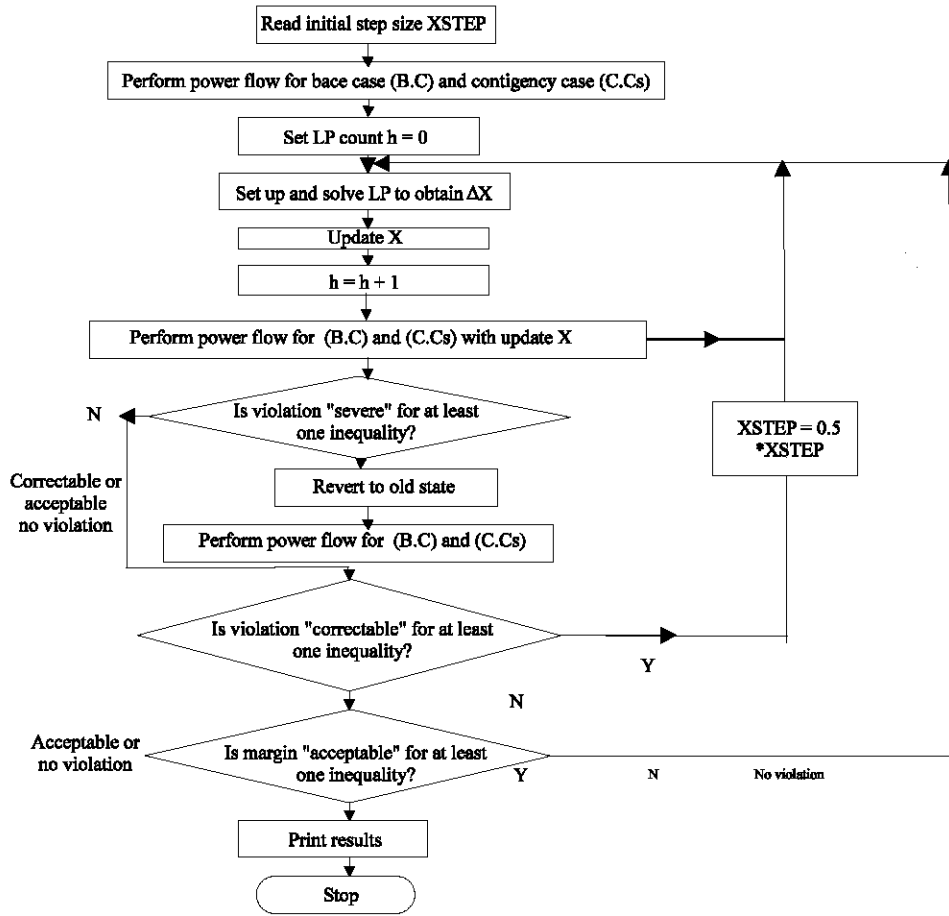 Read initial step size XSTEP
Perform power flow for bace case (B.C) and contigency case (C.Cs)
Set LP count h = 0
Set up and solve LP to obtain ΔX
Update X
h = h + 1
Perform power flow for (B.C) and (C.Cs) with update X
N
Is violation "severe" for at least
one inequality?
XSTEP = 0.5
*XSTEP
Correctable or
acceptable
no violation
Revert to old state
Perform power flow for (B.C) and (C.Cs)
Is violation "correctable" for at least
one inequality?
Y
N
Acceptable or
no violation
Is margin "acceptable" for at least
one inequality?
Y
N
No violation
Print results
Stop